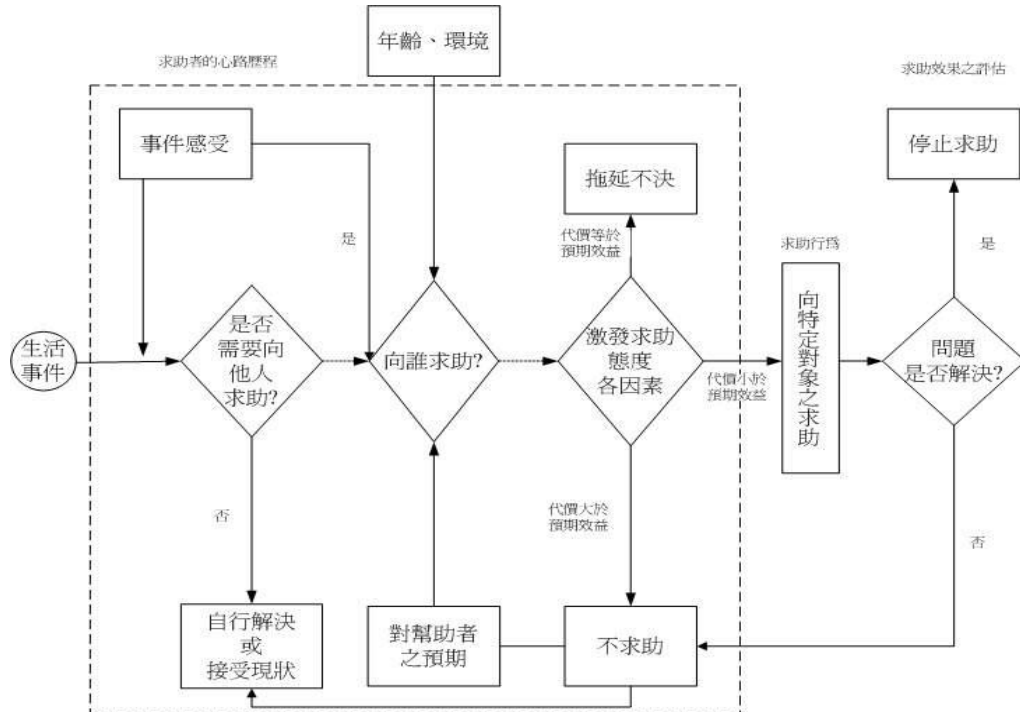 年齡、環境
求助者的心路歷程
求助效果之評估
事件感受
停止求助
拖延不決
是
代價等於
預期效益
求助行爲
是
生活
事件
是否
需要向
他人
求助?
向誰求助?
激發求助
態度
各因素
代價小於
預期效益
向特定對象之求助
問題
是否解決?
否
代價大於
預期效益
否
自行解決
或
接受現狀
對幫助者
之預期
不求助